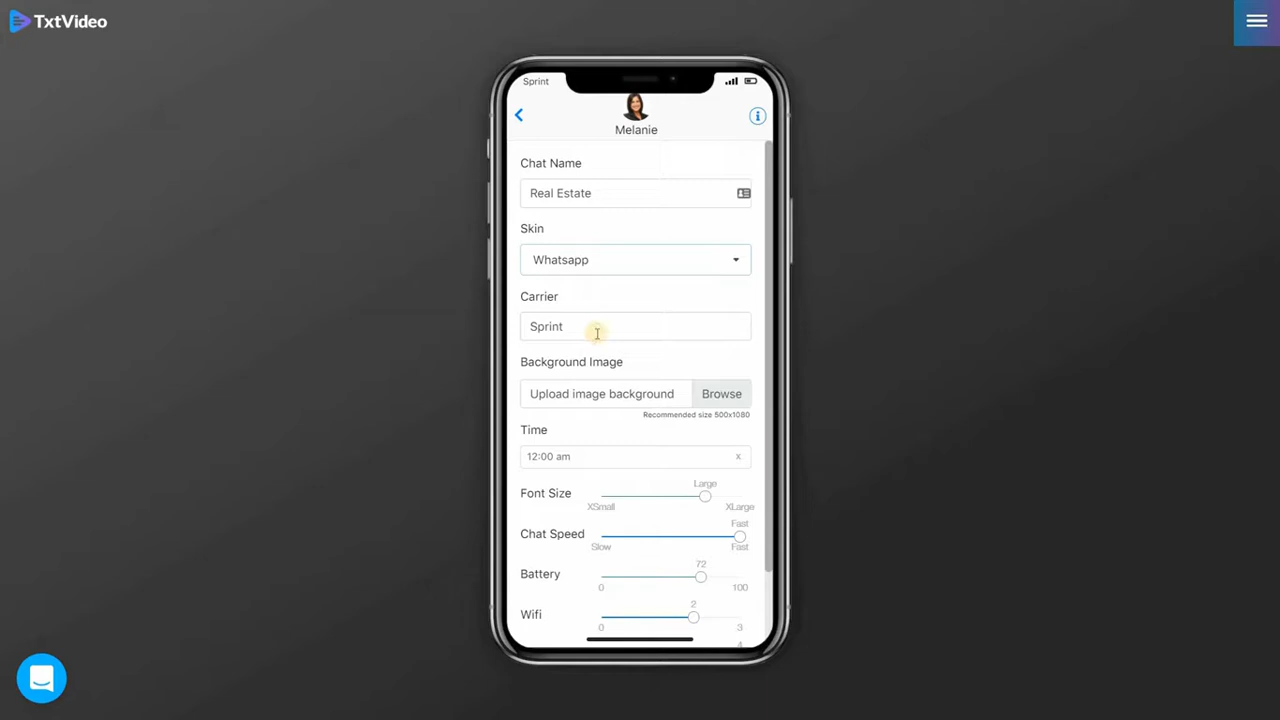 TxtVideo
Sprint
Melanie
Chat Name
Real Estate
Skin
Whatsapp
Carrier
Sprint
Background Image
Upload image background Browse
Recommended size 500x1080
Time
12:00 am x
Large
Font Size
XSmall XLarge
Fast
Chat Speed
Slow Fast
72
Battery
0 100
2
Wifi
0 3
4